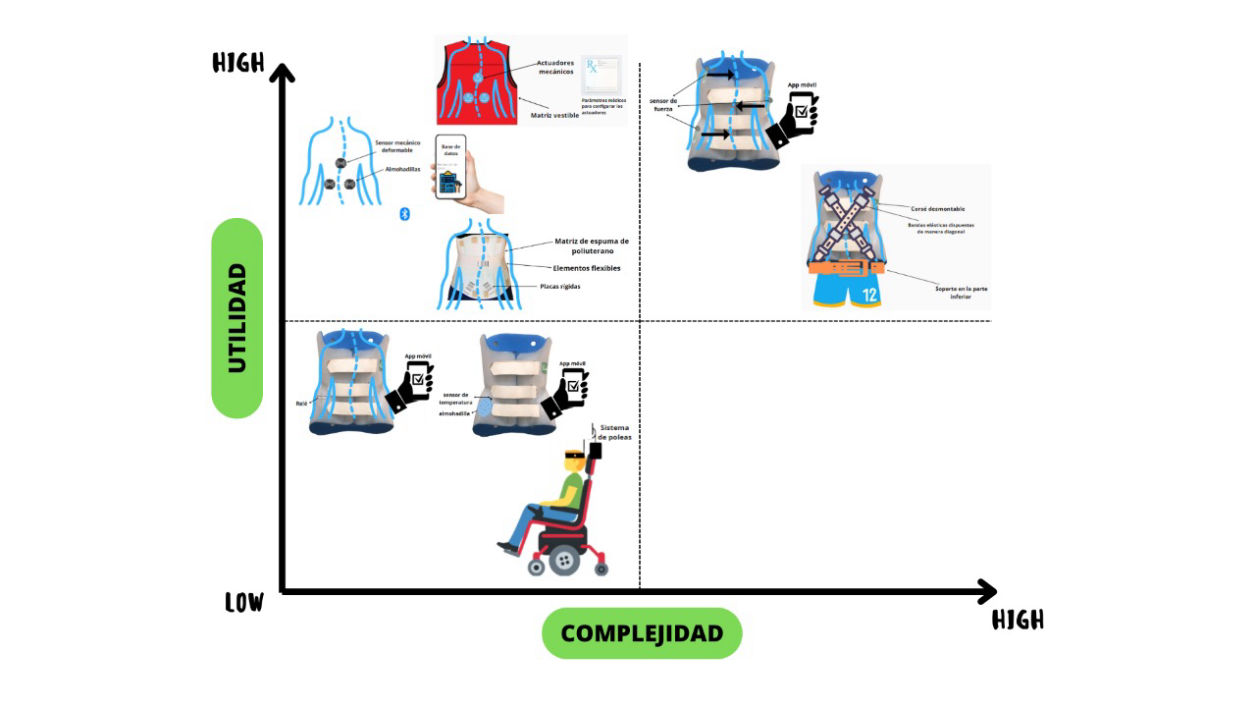 HIGH
Actuadores
mecánicos
Rx
Parámetros médicos
para configurar los
actuadores
Matriz vestible
App móvil
sensor de
fuerza
Sensor mecánico
deformable
Almohadillas
Base de
datos
Corsé desmontable
Bandas elásticas dispuestas
de manera diagonal
Matriz de espuma de
poliuterano
Elementos flexibles
Placas rígidas
Soporte en la parte
inferior
12
UTILIDAD
App móvil
Relé
App móvil
sensor de
temperatura
almohadilla
Sistema
de poleas
LOW
COMPLEJIDAD
HIGH